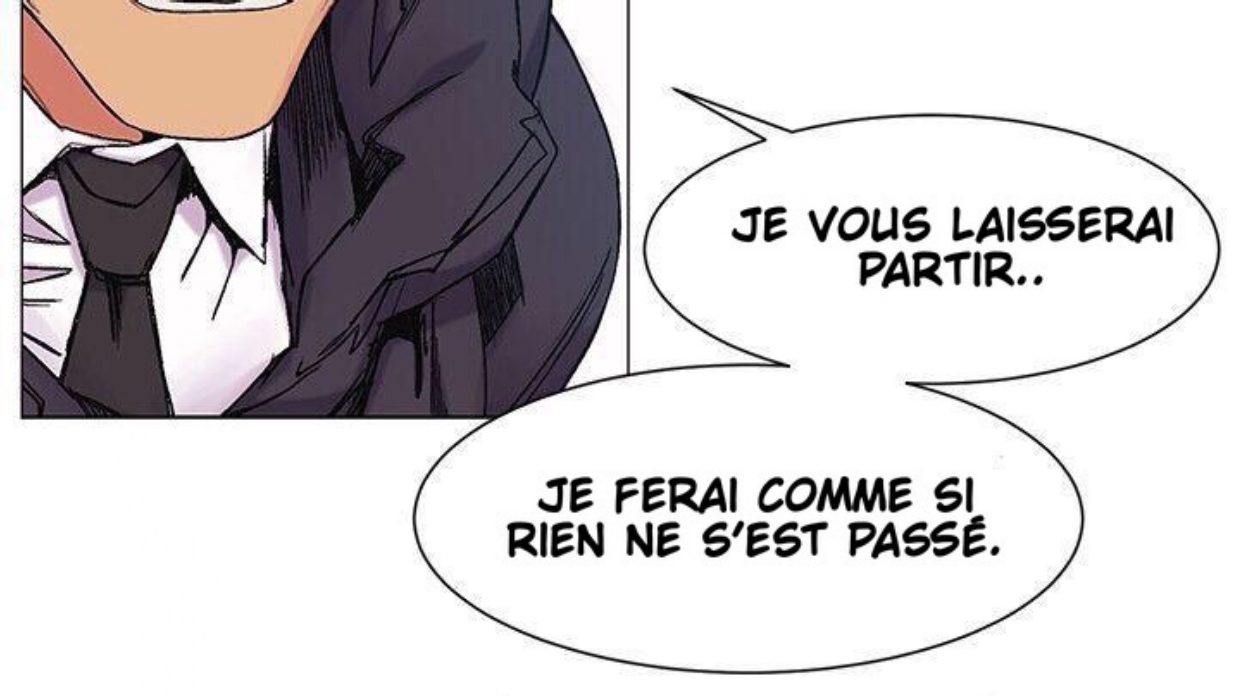 JE VOUS LAISSERAI
PARTIR..
JE FERAI COMME SI
RIEN NE S'EST PASSÉ.